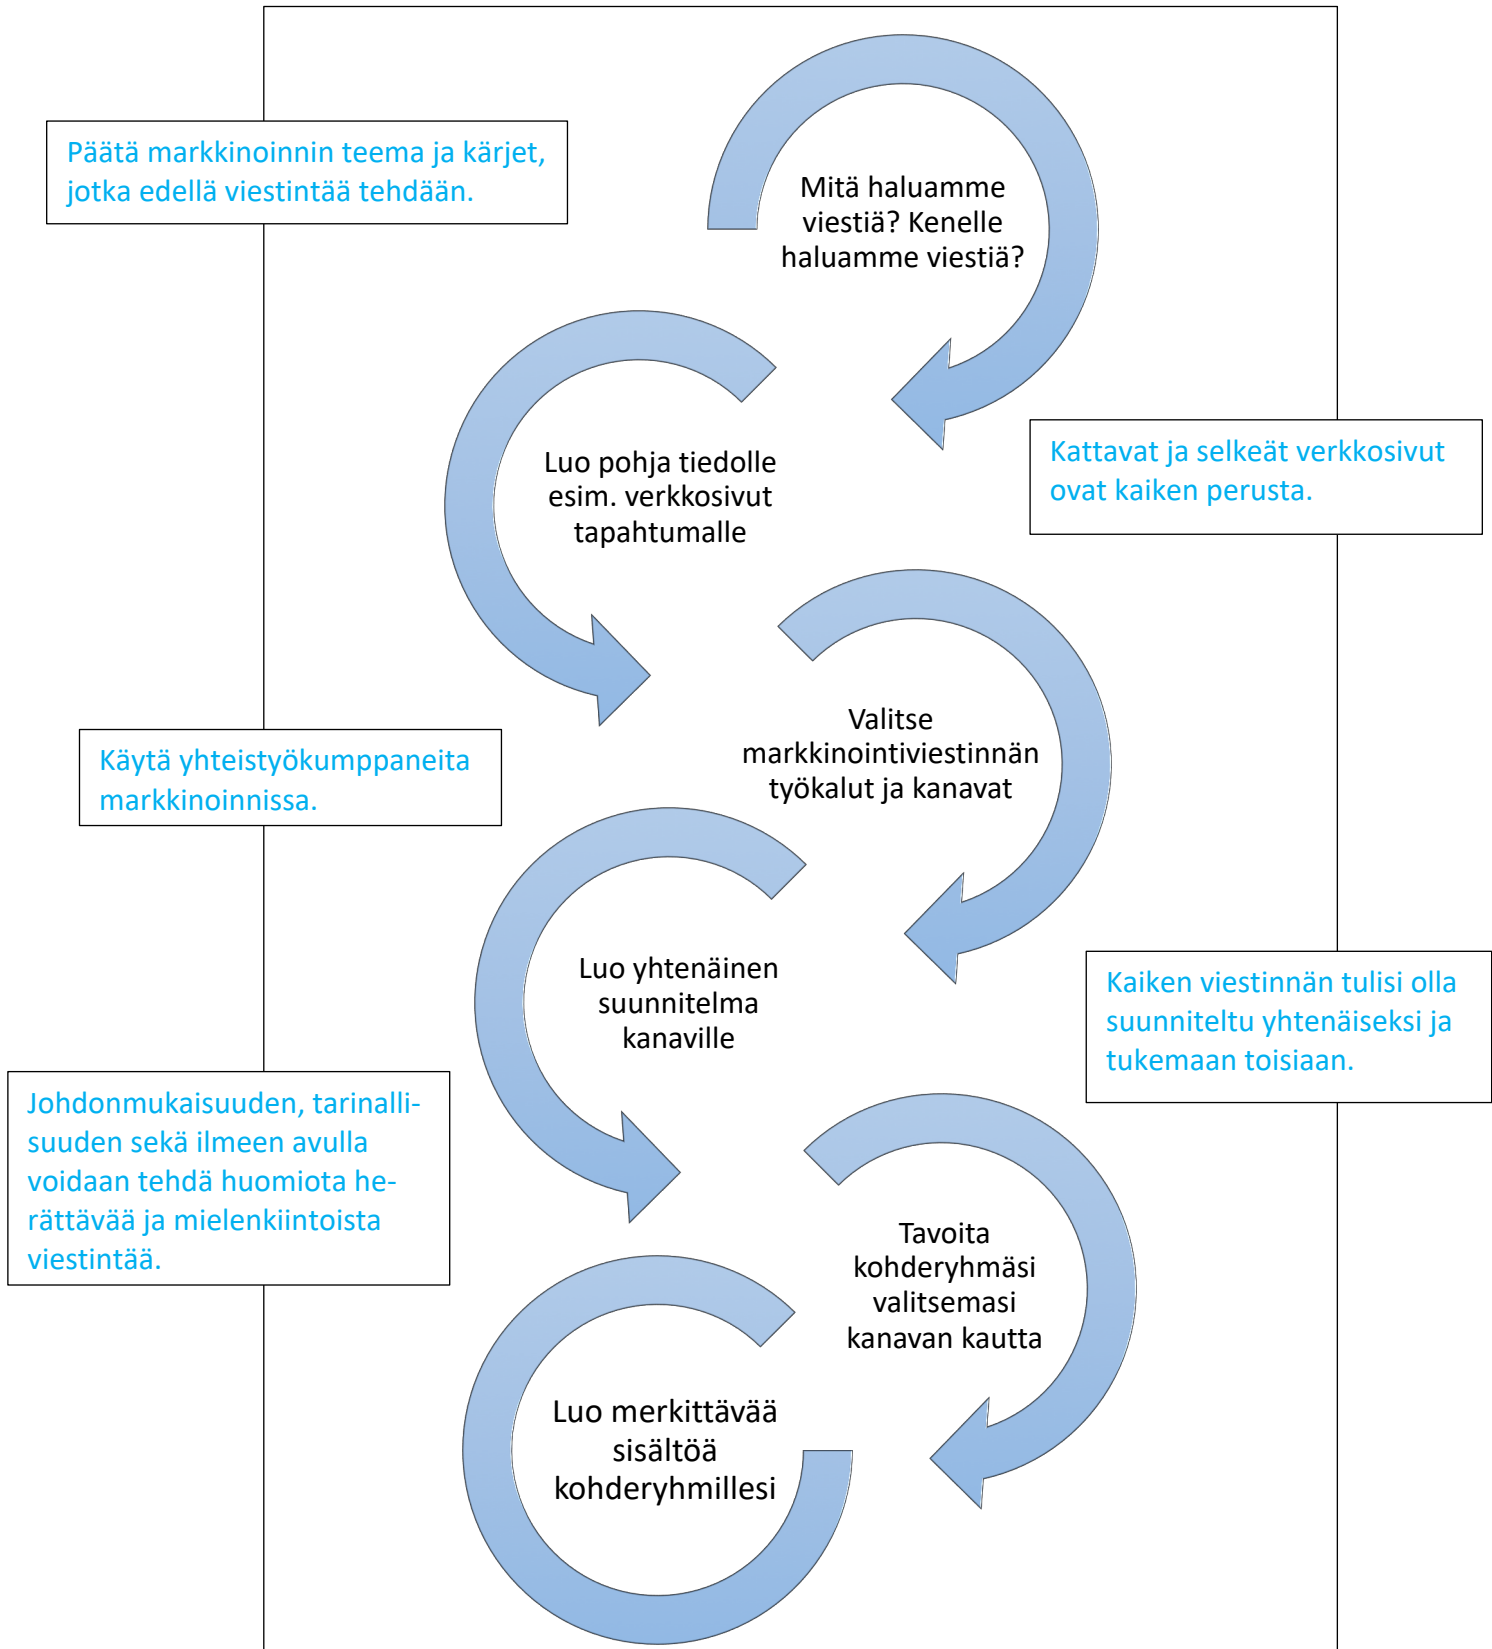 Päätä markkinoinnin teema ja kärjet,
jotka edellä viestintää tehdään.
Mitä haluamme
viestiä? Kenelle
haluamme viestiä?
Luo pohja tiedolle
esim. verkkosivut
tapahtumalle
Kattavat ja selkeät verkkosivut
ovat kaiken perusta.
Valitse
markkinointiviestinnän
työkalut ja kanavat
Käytä yhteistyökumppaneita
markkinoinnissa.
Luo yhtenäinen
suunnitelma
kanaville
Kaiken viestinnän tulisi olla
suunniteltu yhtenäiseksi ja
tukemaan toisiaan.
Johdonmukaisuuden, tarinalli-
suuden sekä ilmeen avulla
voidaan tehdä huomiota he-
rättävää ja mielenkiintoista
viestintää.
Tavoita
kohderyhmäsi
valitsemasi
kanavan kautta
Luo merkittävää
sisältöä
kohderyhmillesi